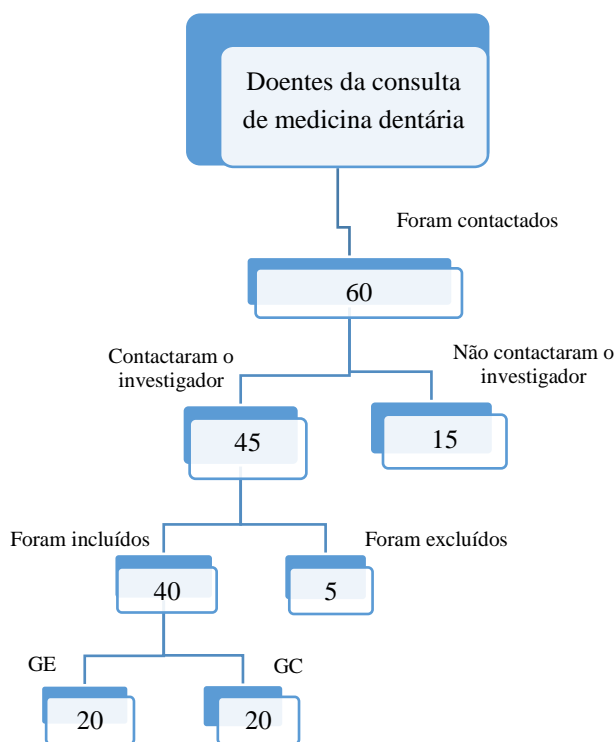 Doentes da consulta
de medicina dentária
Foram contactados
60
Contactaram o
investigador
Não contactaram o
investigador
45
15
Foram incluídos
Foram excluídos
40
5
GE
GC
20
20